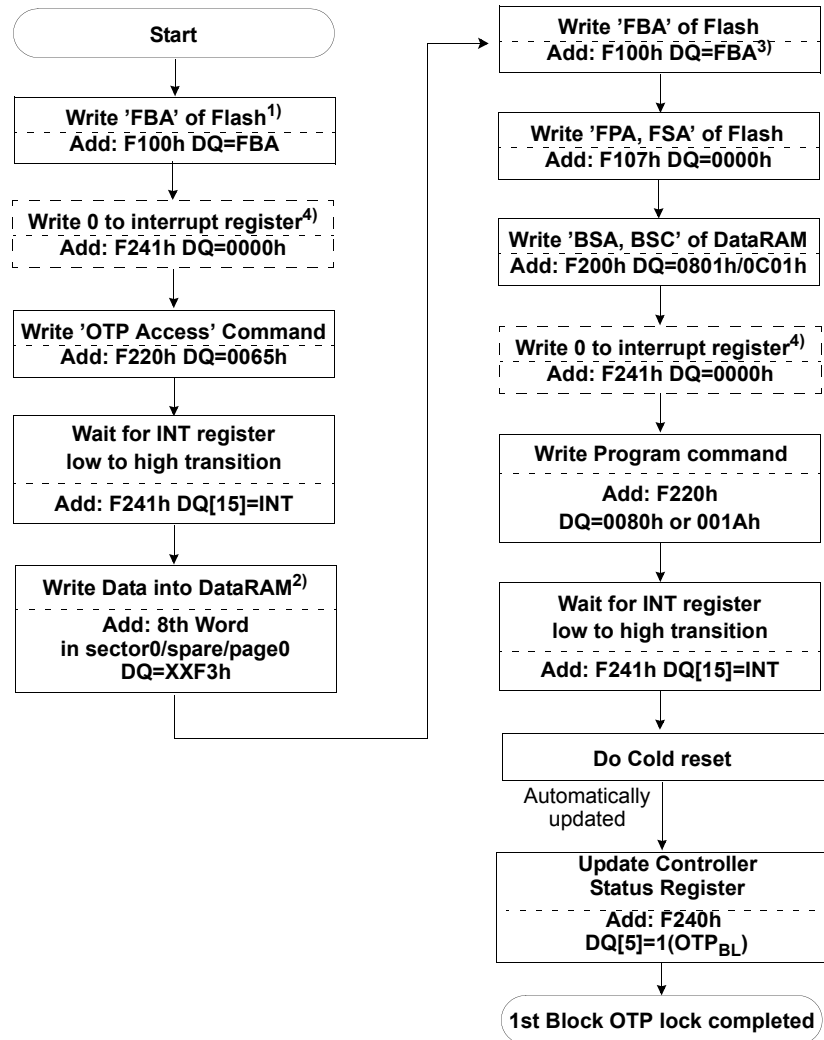 Start
Write 'FBA' of Flash1)
Add: F100h DQ=FBA
Write 0 to interrupt register4)
Add: F241h DQ=0000h
Write 'OTP Access' Command
Add: F220h DQ=0065h
Wait for INT register
low to high transition
Add: F241h DQ[15]=INT
Write Data into DataRAM2)
Add: 8th Word
in sector0/spare/page0
DQ=XXF3h
Write 'FBA' of Flash
Add: F100h DQ=FBA3)
Write 'FPA, FSA' of Flash
Add: F107h DQ=0000h
Write 'BSA, BSC' of DataRAM
Add: F200h DQ=0801h/0C01h
Write 0 to interrupt register4)
Add: F241h DQ=0000h
Write Program command
Add: F220h
DQ=0080h or 001Ah
Wait for INT register
low to high transition
Add: F241h DQ[15]=INT
Do Cold reset
Automatically
updated
Update Controller
Status Register
Add: F240h
DQ[5]=1(OTPBL)
1st Block OTP lock completed